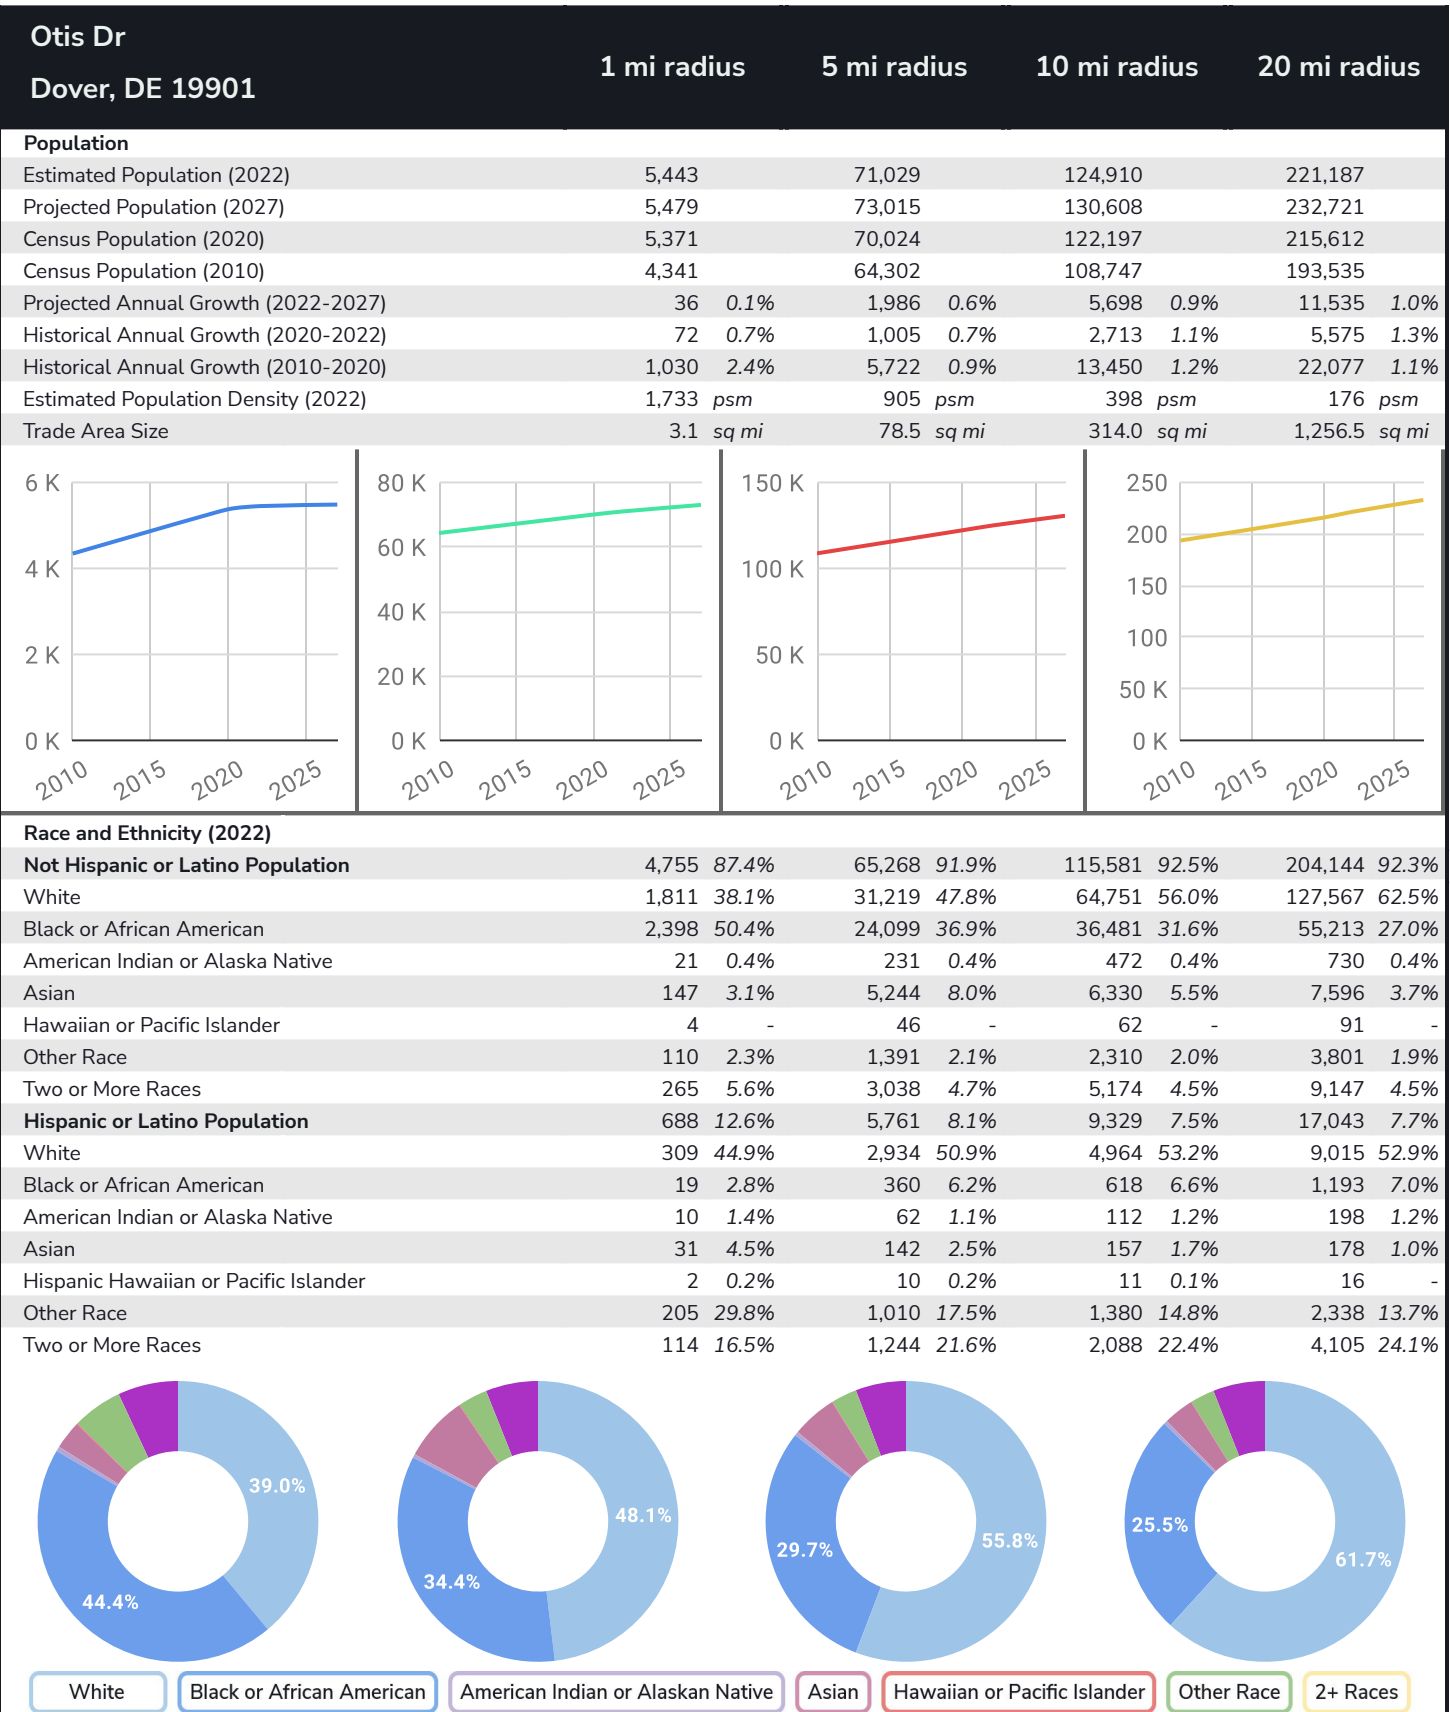 Otis Dr
Dover, DE 19901
1 mi radius 5 mi radius 10 mi radius 20 mi radius
Population
Estimated Population (2022) 5,443 71,029 124,910 221,187
Projected Population (2027) 5,479 73,015 130,608 232,721
Census Population (2020) 5,371 70,024 122,197 215,612
Census Population (2010) 4,341 64,302 108,747 193,535
Projected Annual Growth (2022-2027) 36 0.1% 1,986 0.6% 5,698 0.9% 11,535 1.0%
Historical Annual Growth (2020-2022) 72 0.7% 1,005 0.7% 2,713 1.1% 5,575 1.3%
Historical Annual Growth (2010-2020) 1,030 2.4% 5,722 0.9% 13,450 1.2% 22,077 1.1%
Estimated Population Density (2022) 1,733 psm 905 psm 398 psm 176 psm
Trade Area Size 3.1 sq mi 78.5 sq mi 314.0 sq mi 1,256.5 sq mi
6 K
4 K
2 K
0 K
2010 2015 2020 2025
80 K
60 K
40 K
20 K
0 K
2010 2015 2020 2025
150 K
100 K
50 K
0 K
2010 2015 2020 2025
250
200
150
100
50 K
0 K
2010 2015 2020 2025
Race and Ethnicity (2022)
Not Hispanic or Latino Population 4,755 87.4% 65,268 91.9% 115,581 92.5% 204,144 92.3%
White 1,811 38.1% 31,219 47.8% 64,751 56.0% 127,567 62.5%
Black or African American 2,398 50.4% 24,099 36.9% 36,481 31.6% 55,213 27.0%
American Indian or Alaska Native 21 0.4% 231 0.4% 472 0.4% 730 0.4%
Asian 147 3.1% 5,244 8.0% 6,330 5.5% 7,596 3.7%
Hawaiian or Pacific Islander 4 - 46 - 62 - 91 -
Other Race 110 2.3% 1,391 2.1% 2,310 2.0% 3,801 1.9%
Two or More Races 265 5.6% 3,038 4.7% 5,174 4.5% 9,147 4.5%
Hispanic or Latino Population 688 12.6% 5,761 8.1% 9,329 7.5% 17,043 7.7%
White 309 44.9% 2,934 50.9% 4,964 53.2% 9,015 52.9%
Black or African American 19 2.8% 360 6.2% 618 6.6% 1,193 7.0%
American Indian or Alaska Native 10 1.4% 62 1.1% 112 1.2% 198 1.2%
Asian 31 4.5% 142 2.5% 157 1.7% 178 1.0%
Hispanic Hawaiian or Pacific Islander 2 0.2% 10 0.2% 11 0.1% 16 -
Other Race 205 29.8% 1,010 17.5% 1,380 14.8% 2,338 13.7%
Two or More Races 114 16.5% 1,244 21.6% 2,088 22.4% 4,105 24.1%
39.0%
44.4%
48.1%
34.4%
55.8%
29.7%
61.7%
25.5%
White Black or African American American Indian or Alaskan Native Asian Hawaiian or Pacific Islander Other Race 2+ Races